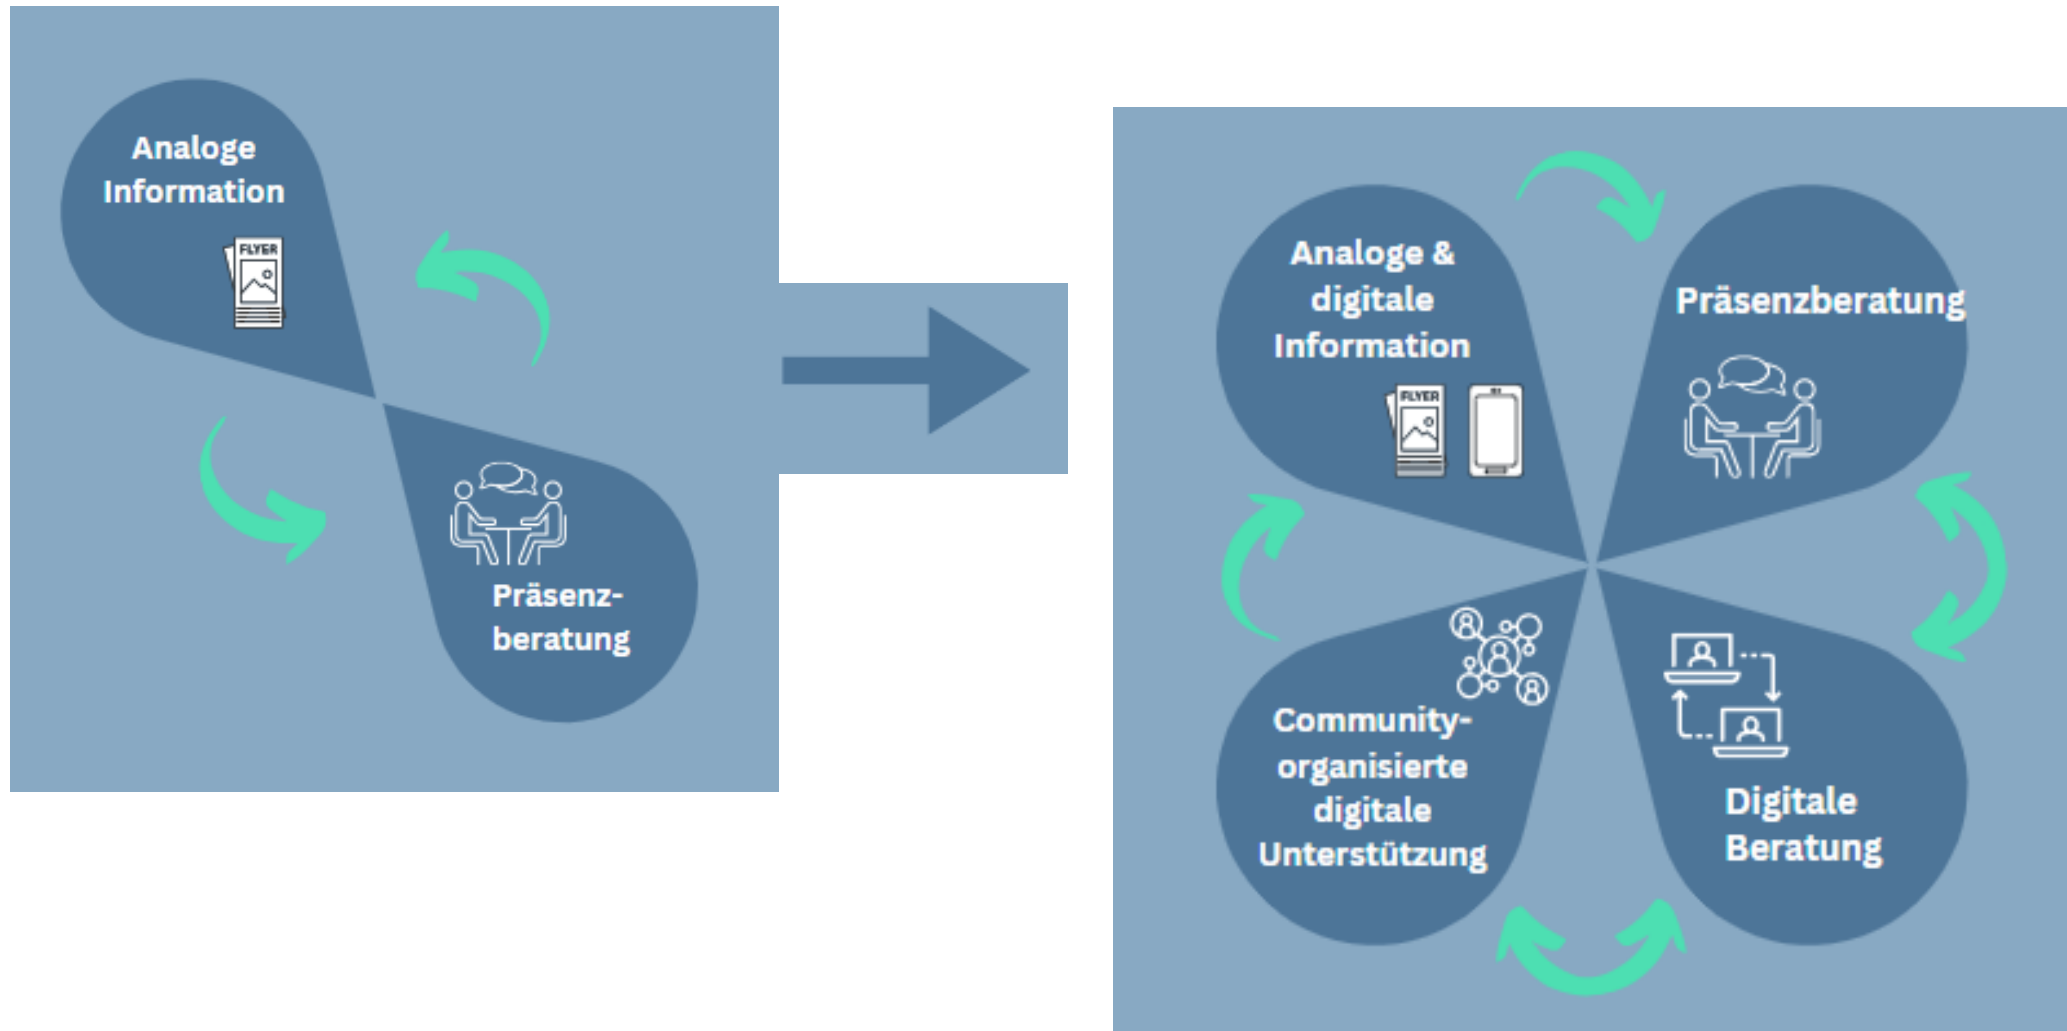 Analoge
Information
FLYER
Präsenz-
beratung
Analoge &
digitale
Information
FLYER
Präsenzberatung
Community-
organisierte
digitale
Unterstützung
Digitale
Beratung